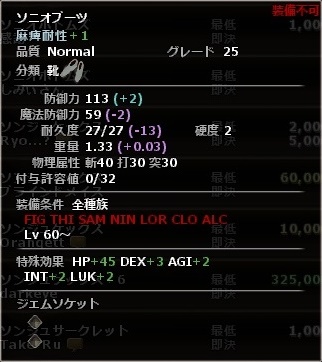 装備不可
ソニオブーツ
麻痺耐性+1
品質 Normal グレード 25
分類 靴
防御力 113 (+2)
魔法防御力 59 (-2)
耐久度 27/27 (-13) 硬度 2
重量 1.33 (+0.03)
物理属性 斬40 打30 突30
付与許容値 0/32
装備条件 全種族
FIG THI SAM NIN LOR CLO ALC
Lv 60～
特殊効果 HP+45 DEX+3 AGI+2
INT+2 LUK+2
ジェムソケット